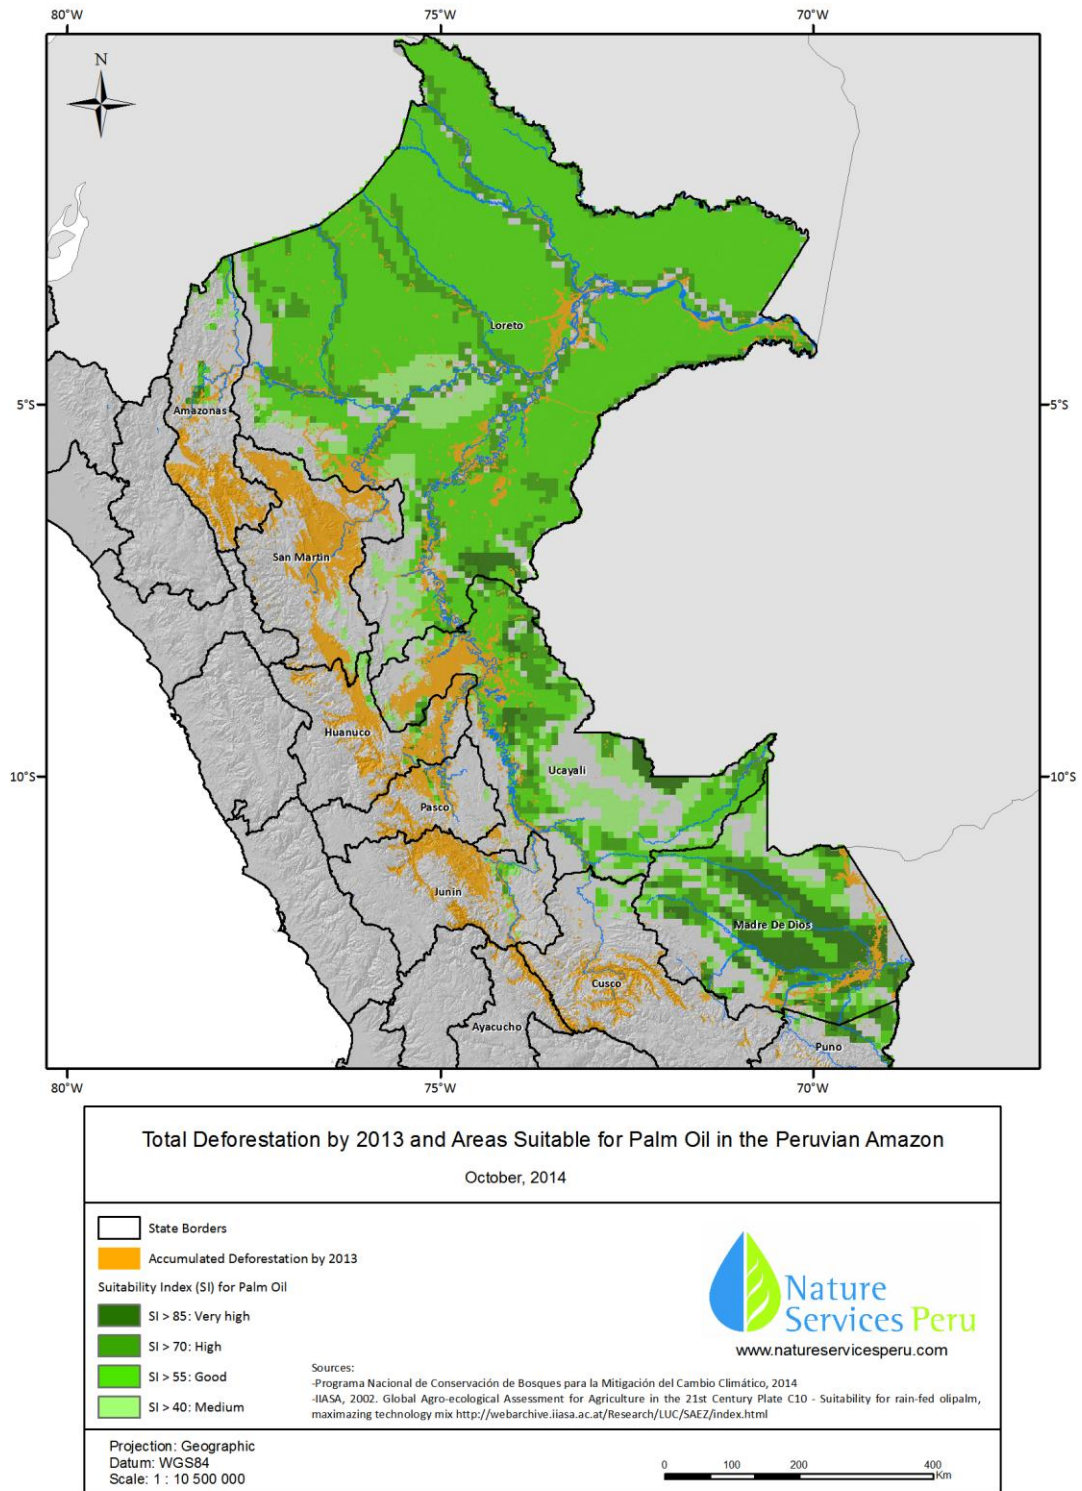 80°W 75°W 70°W
N
Loreto
5°S 5°S
Amazonas
San Martin
Huanuco
Ucayali
10°S 10°S
Pasco
Junin
Madre De Dios
Cusco
Ayacucho
Puno
80°W 75°W 70°W
Total Deforestation by 2013 and Areas Suitable for Palm Oil in the Peruvian Amazon
October, 2014
State Borders
Accumulated Deforestation by 2013
Suitability Index (SI) for Palm Oil
SI > 85: Very high
SI > 70: High
SI > 55: Good
SI > 40: Medium
Nature
Services Peru
www.natureservicesperu.com
Sources:
-Programa Nacional de Conservación de Bosques para la Mitigación del Cambio Climático, 2014
-IIASA, 2002. Global Agro-ecological Assessment for Agriculture in the 21st Century Plate C10 - Suitability for rain-fed olipalm,
maximazing technology mix http://webarchive.iiasa.ac.at/Research/LUC/SAEZ/index.html
Projection: Geographic
Datum: WGS84
Scale: 1 : 10 500 000
0 100 200 400
Km